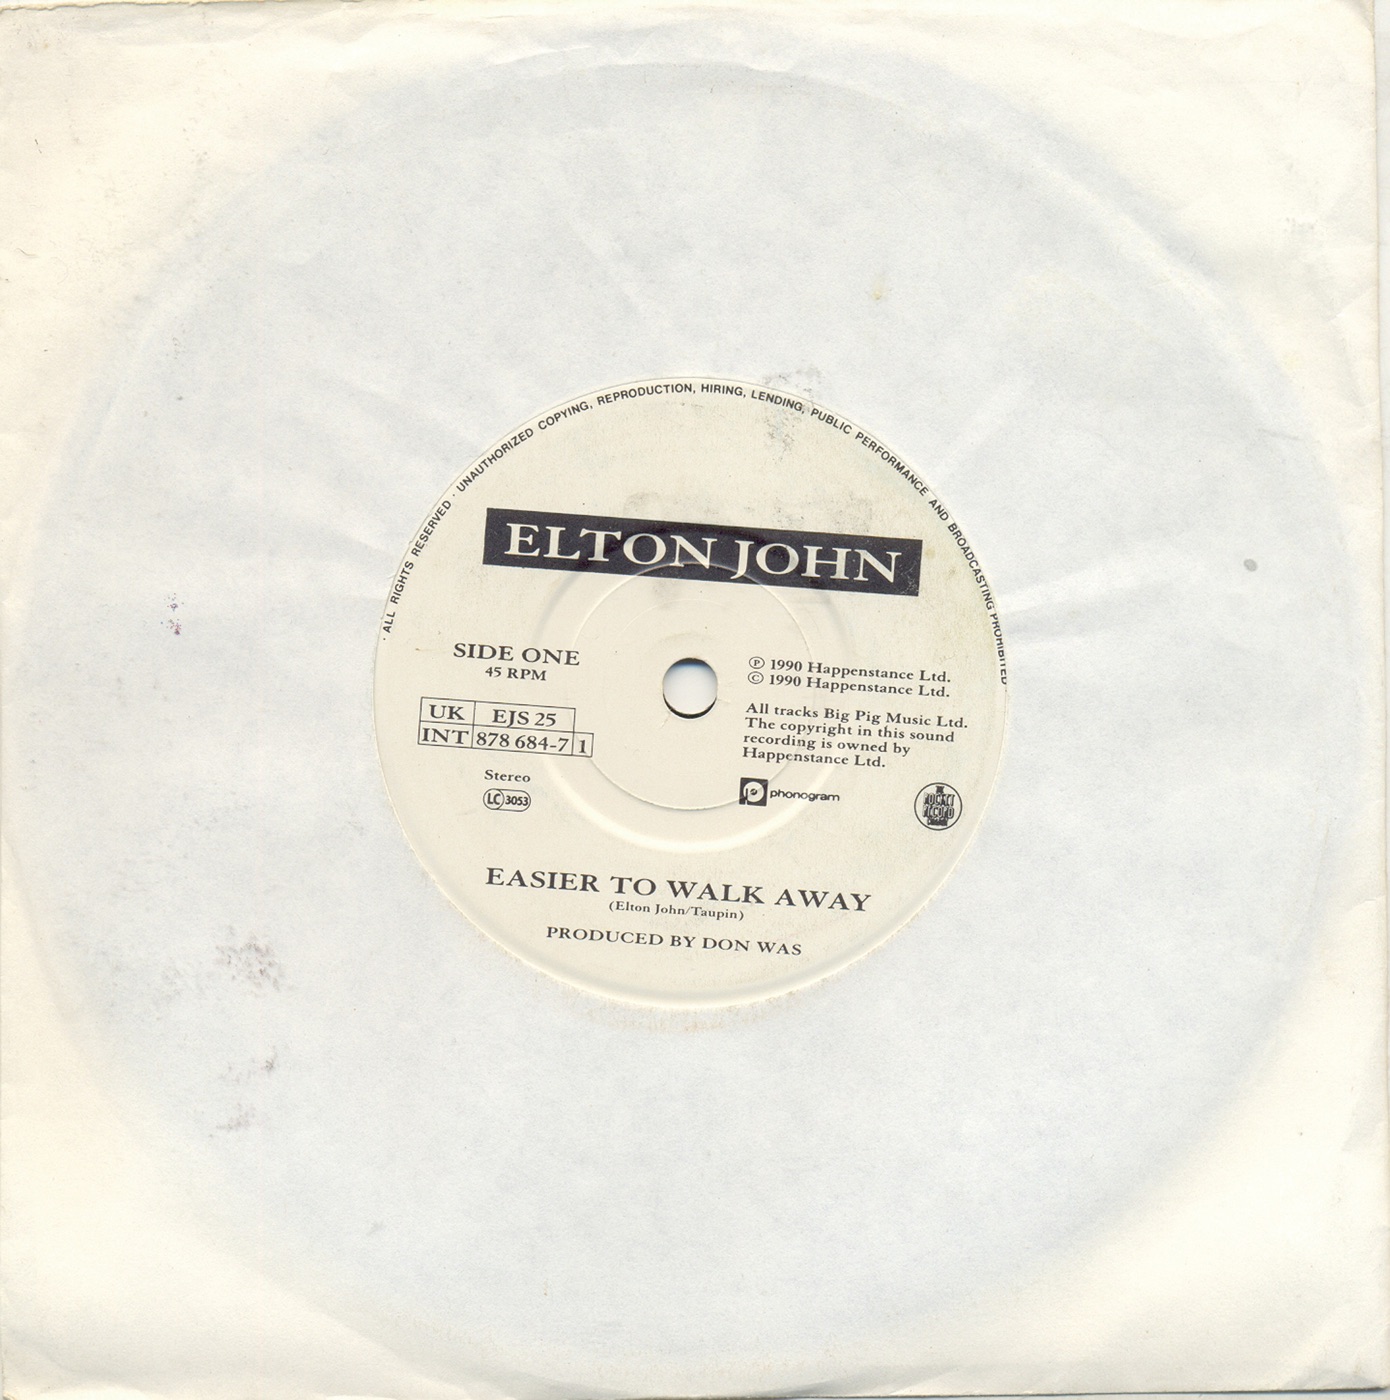 · ALL RIGHTS RESERVED · UNAUTHORIZED COPYING, REPRODUCTION, HIRING, LENDING, PUBLIC PERFORMANCE AND BROADCASTING PROHIBITED ·
ELTON JOHN
SIDE ONE
45 RPM
UK EJS 25
INT 878 684-7 1
Stereo
LC 3053
Ⓟ 1990 Happenstance Ltd.
© 1990 Happenstance Ltd.
All tracks Big Pig Music Ltd.
The copyright in this sound
recording is owned by
Happenstance Ltd.
phonogram
THE
ROCKET
RECORD
EASIER TO WALK AWAY
(Elton John/Taupin)
PRODUCED BY DON WAS